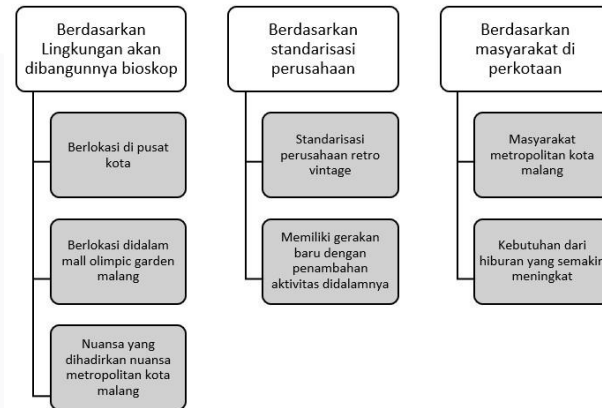 Berdasarkan
Lingkungan akan
dibangunnya bioskop
Berlokasi di pusat
kota
Berlokasi didalam
mall olimpic garden
malang
Nuansa yang
dihadirkan nuansa
metropolitan kota
malang
Berdasarkan
standarisasi
perusahaan
Standarisasi
perusahaan retro
vintage
Memiliki gerakan
baru dengan
penambahan
aktivitas didalamnya
Berdasarkan
masyarakat di
perkotaan
Masyarakat
metropolitan kota
malang
Kebutuhan dari
hiburan yang semakin
meningkat